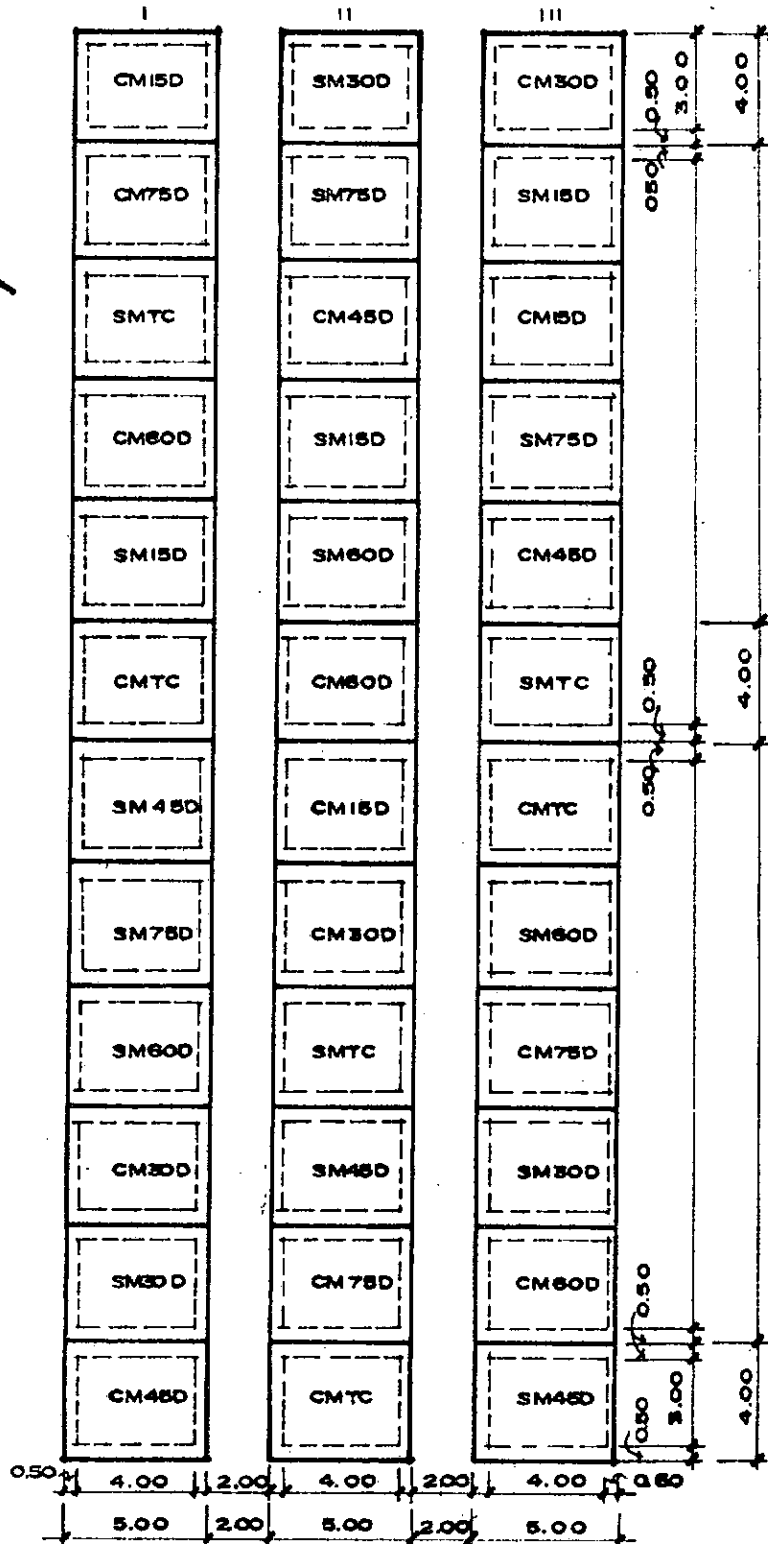 I II III
CM15D SM30D CM30D
CM75D SM75D SM15D
SMTC CM45D CM15D
CM60D SM15D SM75D
SM15D SM60D CM45D
CMTC CM60D SMTC
SM45D CM15D CMTC
SM75D CM30D SM60D
SM60D SMTC CM75D
CM30D SM45D SM30D
SM30D CM75D CM60D
CM45D CMTC SM45D
0.50 3.00 4.00
050
0.50 4.00
0.50
0.50
0.50 3.00 4.00
0.50 4.00 2.00 4.00 2.00 4.00 0.50
5.00 2.00 5.00 2.00 5.00